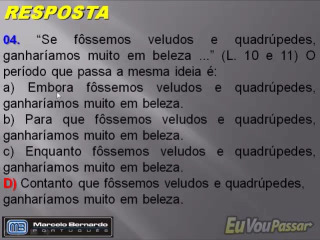 RESPOSTA
04. “Se fôssemos veludos e quadrúpedes,
ganharíamos muito em beleza ...” (L. 10 e 11) O
período que passa a mesma ideia é:
a) Embora fôssemos veludos e quadrúpedes,
ganharíamos muito em beleza.
b) Para que fôssemos veludos e quadrúpedes,
ganharíamos muito em beleza.
c) Enquanto fôssemos veludos e quadrúpedes,
ganharíamos muito em beleza.
D) Contanto que fôssemos veludos e quadrúpedes,
ganharíamos muito em beleza.
MB Marcelo Bernardo
PORTUGUÊS
EuVouPassar